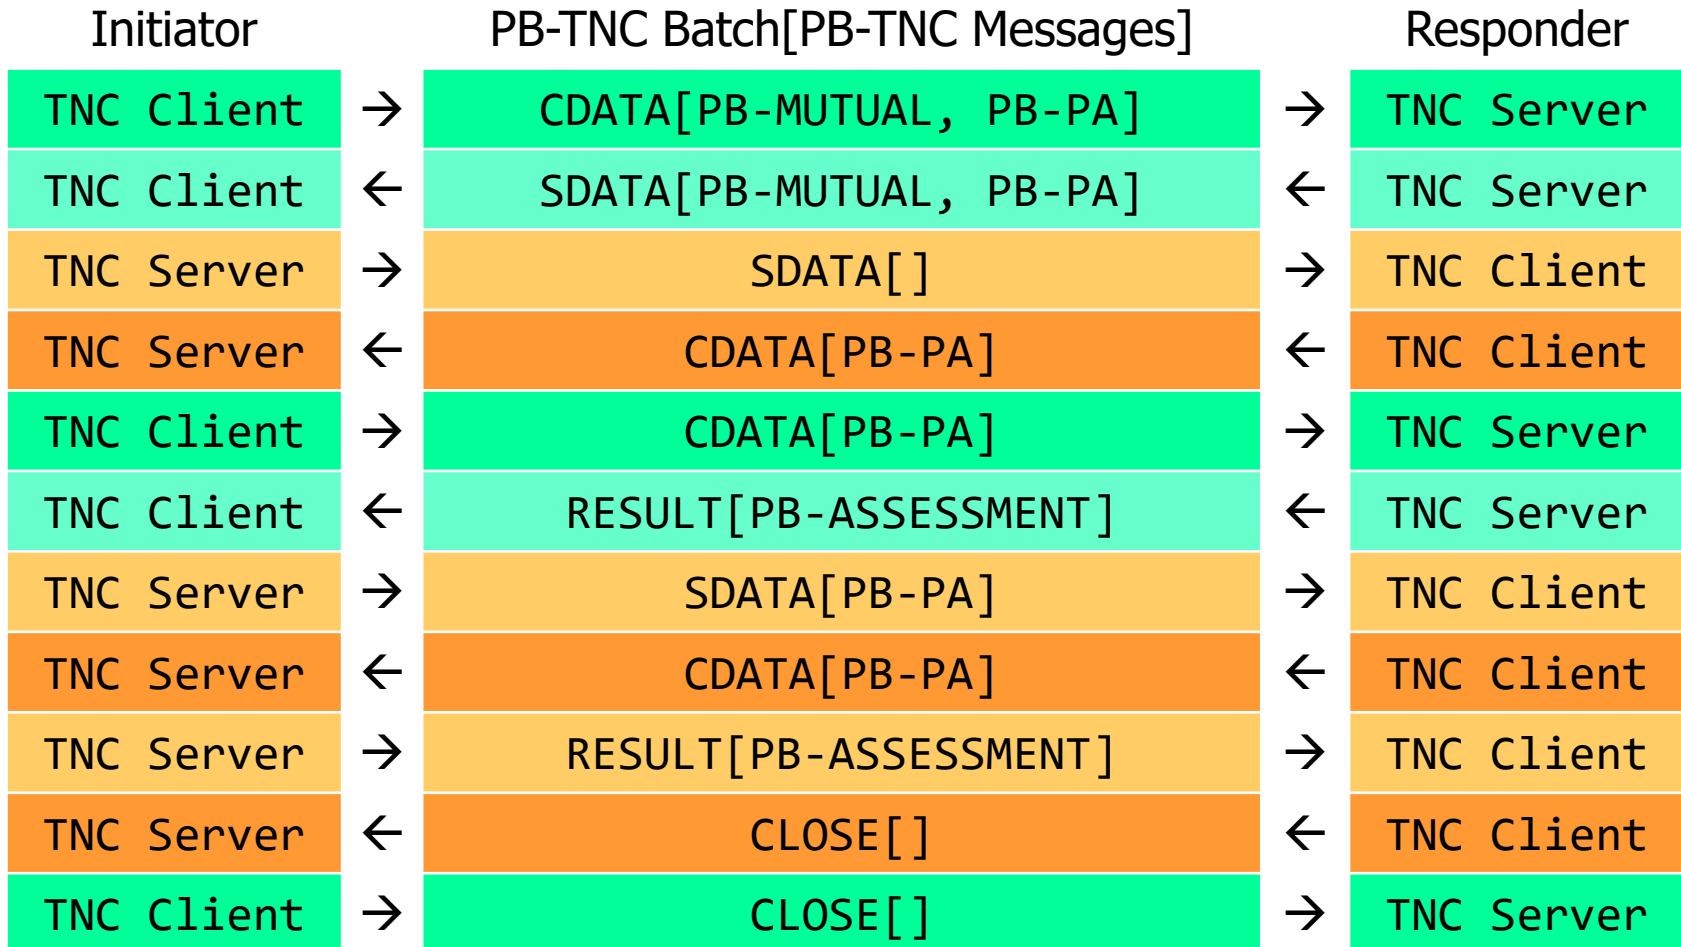 Initiator PB-TNC Batch[PB-TNC Messages] Responder
TNC Client → CDATA[PB-MUTUAL, PB-PA] → TNC Server
TNC Client ← SDATA[PB-MUTUAL, PB-PA] ← TNC Server
TNC Server → SDATA[] → TNC Client
TNC Server ← CDATA[PB-PA] ← TNC Client
TNC Client → CDATA[PB-PA] → TNC Server
TNC Client ← RESULT[PB-ASSESSMENT] ← TNC Server
TNC Server → SDATA[PB-PA] → TNC Client
TNC Server ← CDATA[PB-PA] ← TNC Client
TNC Server → RESULT[PB-ASSESSMENT] → TNC Client
TNC Server ← CLOSE[] ← TNC Client
TNC Client → CLOSE[] → TNC Server